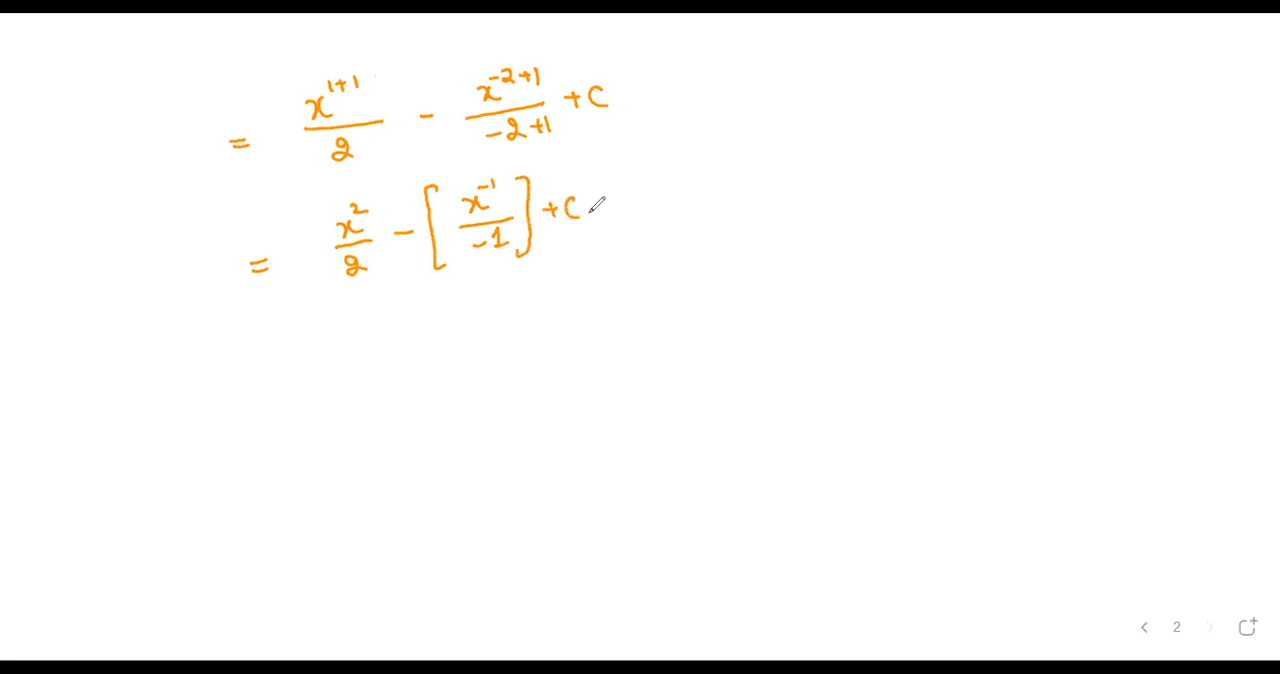 = x^{1+1}/2 - x^{-2+1}/-2+1 + C
= x^2/2 - [x^{-1}/-1] + C
2